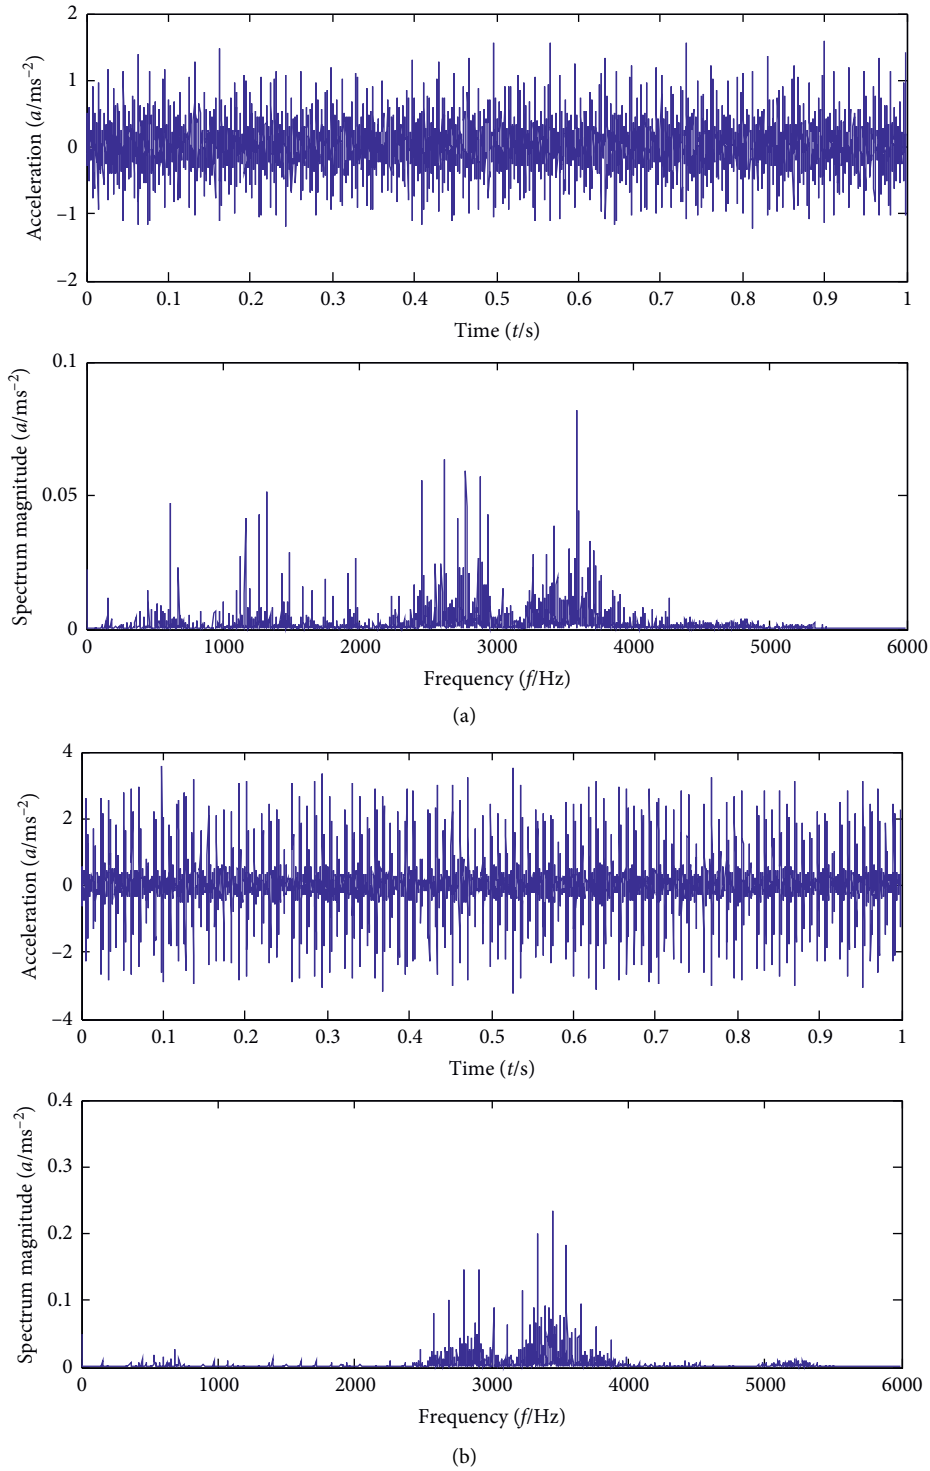 2
1
0
−1
−2
Acceleration (a/ms−2)
0 0.1 0.2 0.3 0.4 0.5 0.6 0.7 0.8 0.9 1
Time (t/s)
0.1
0.05
0
Spectrum magnitude (a/ms−2)
0 1000 2000 3000 4000 5000 6000
Frequency (f/Hz)
(a)
4
2
0
−2
−4
Acceleration (a/ms−2)
0 0.1 0.2 0.3 0.4 0.5 0.6 0.7 0.8 0.9 1
Time (t/s)
0.4
0.3
0.2
0.1
0
Spectrum magnitude (a/ms−2)
0 1000 2000 3000 4000 5000 6000
Frequency (f/Hz)
(b)